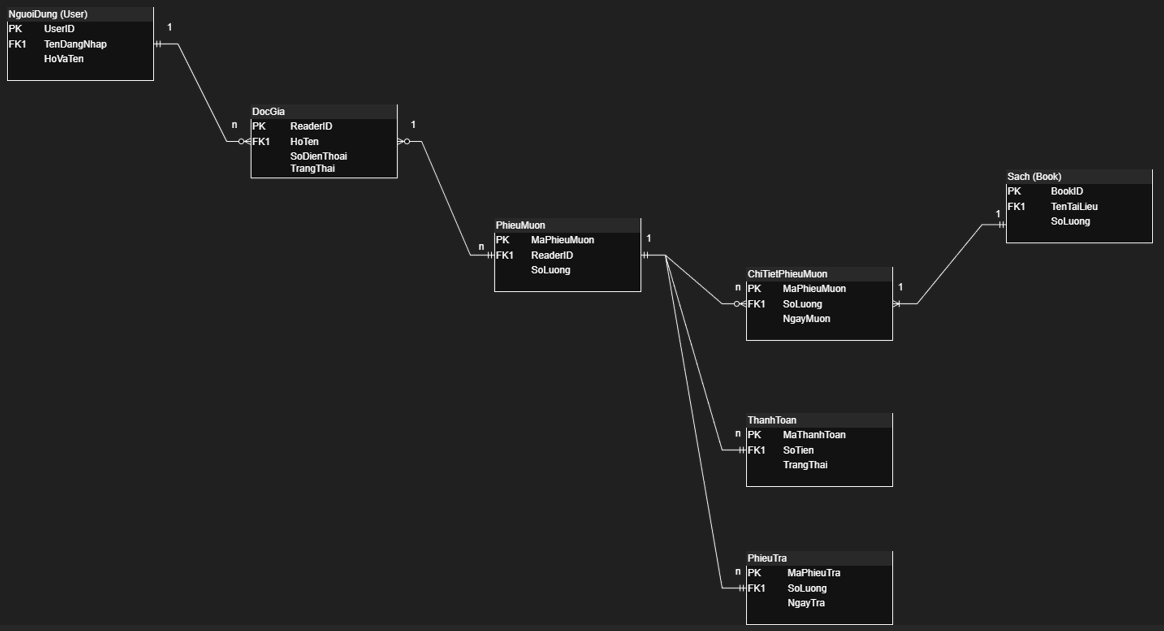 NguoiDung (User)
PK UserID
FK1 TenDangNhap
HoVaTen
1
n
DocGia
PK ReaderID
FK1 HoTen
SoDienThoai
TrangThai
1
n
PhieuMuon
PK MaPhieuMuon
FK1 ReaderID
SoLuong
1
n
ChiTietPhieuMuon
PK MaPhieuMuon
FK1 SoLuong
NgayMuon
1
1
Sach (Book)
PK BookID
FK1 TenTaiLieu
SoLuong
n
ThanhToan
PK MaThanhToan
FK1 SoTien
TrangThai
n
PhieuTra
PK MaPhieuTra
FK1 SoLuong
NgayTra